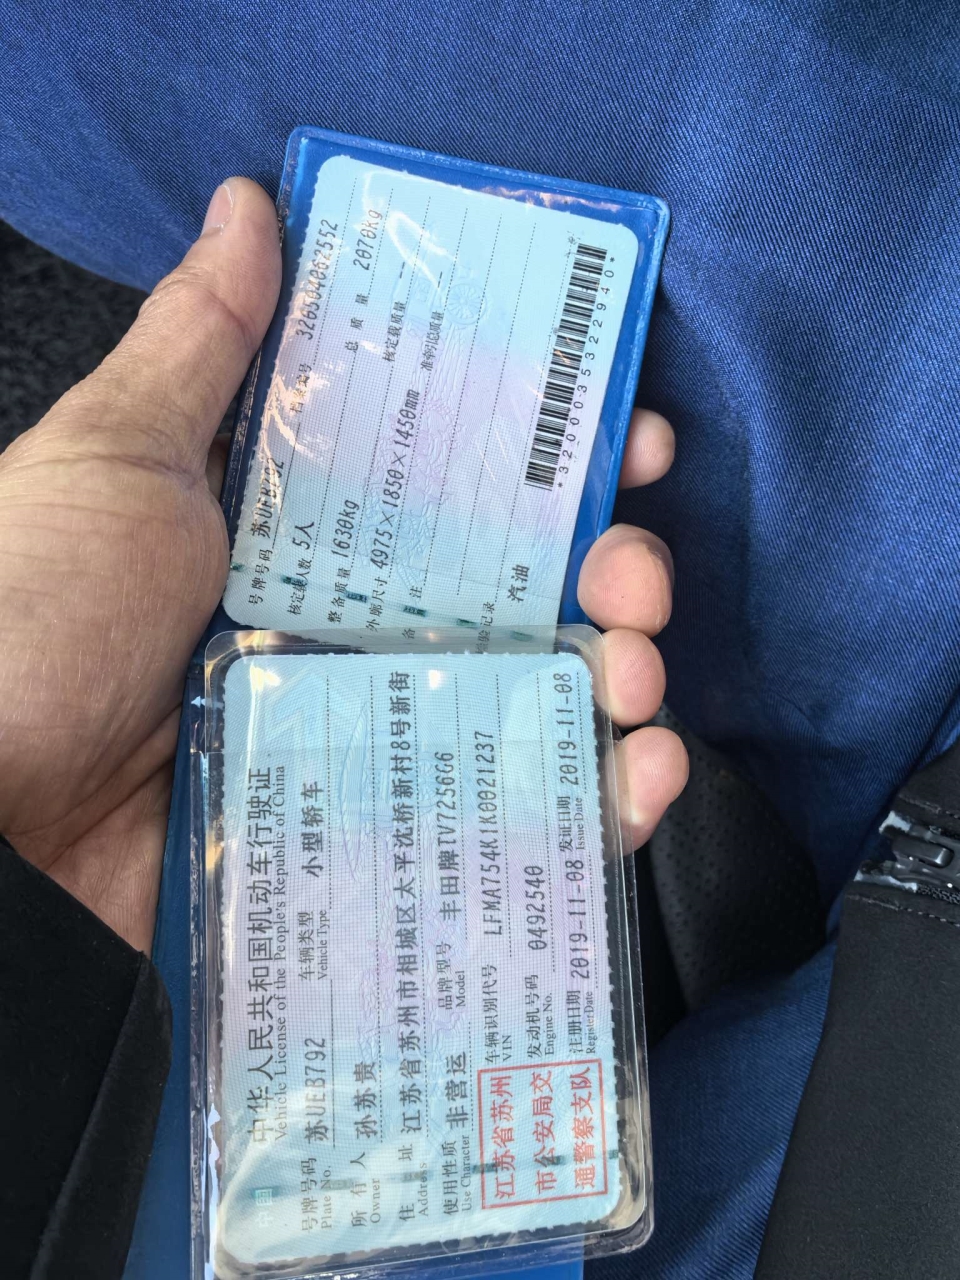 中华人民共和国机动车行驶证
Vehicle License of the People's Republic of China
号牌号码 苏UEB792 车辆类型 小型轿车
Plate No. Vehicle Type
所有人 孙苏贵
Owner
住址 江苏省苏州市相城区太平沈桥新村8号新街
Address
使用性质 非营运 品牌型号 丰田牌TV7256G6
Use Character Model
车辆识别代号 LFMA754K1K0021237
VIN
发动机号码 0492540
Engine No.
注册日期 2019-11-08 发证日期 2019-11-08
Register Date Issue Date
江苏省苏州
市公安局交
通警察支队
号牌号码 苏UEB792 档案编号 320504062552
核定载人数 5人 总质量 2070kg
整备质量 1630kg 核定载质量
外廓尺寸 4975×1850×1450mm 准牵引总质量
备注
汽油
*3200035322940*